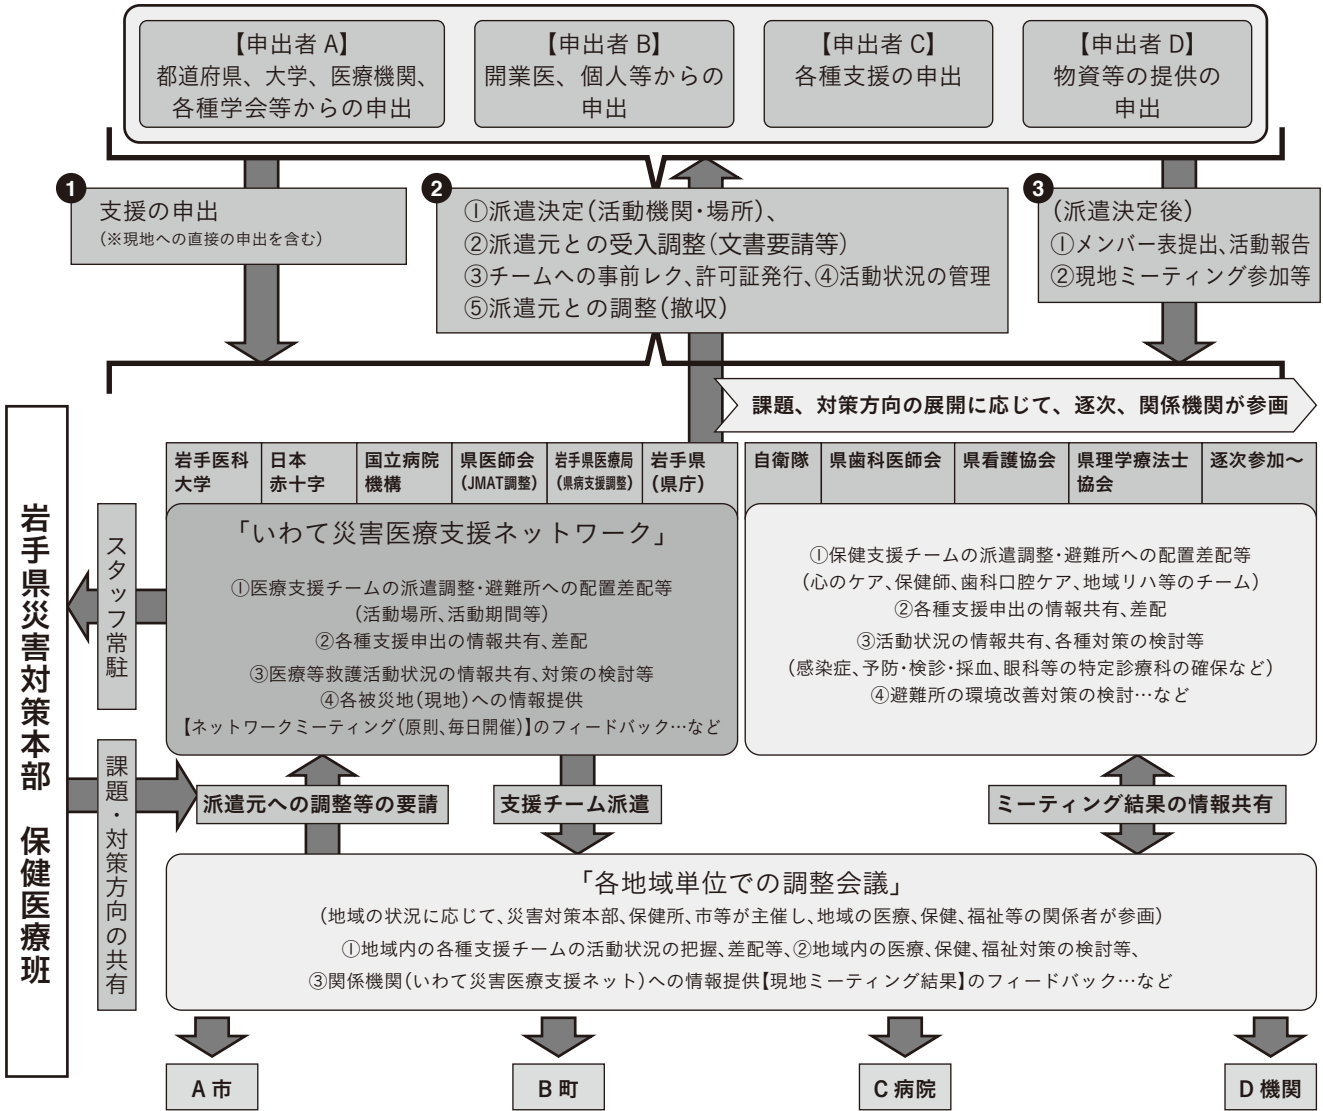 【申出者 A】
都道府県、大学、医療機関、
各種学会等からの申出
【申出者 B】
開業医、個人等からの
申出
【申出者 C】
各種支援の申出
【申出者 D】
物資等の提供の
申出
❶
支援の申出
(※現地への直接の申出を含む)
❷
①派遣決定(活動機関・場所)、
②派遣元との受入調整(文書要請等)
③チームへの事前レク、許可証発行、④活動状況の管理
⑤派遣元との調整(撤収)
❸
(派遣決定後)
①メンバー表提出、活動報告
②現地ミーティング参加等
課題、対策方向の展開に応じて、逐次、関係機関が参画
岩手医科
大学
日本
赤十字
国立病院
機構
県医師会
(JMAT調整)
岩手県医療局
(県病支援調整)
岩手県
(県庁)
自衛隊
県歯科医師会
県看護協会
県理学療法士
協会
逐次参加～
岩手県災害対策本部 保健医療班
スタッフ常駐
課題・対策方向の共有
「いわて災害医療支援ネットワーク」
①医療支援チームの派遣調整・避難所への配置差配等
(活動場所、活動期間等)
②各種支援申出の情報共有、差配
③医療等救護活動状況の情報共有、対策の検討等
④各被災地(現地)への情報提供
【ネットワークミーティング(原則、毎日開催)】のフィードバック…など
①保健支援チームの派遣調整・避難所への配置差配等
(心のケア、保健師、歯科口腔ケア、地域リハ等のチーム)
②各種支援申出の情報共有、差配
③活動状況の情報共有、各種対策の検討等
(感染症、予防・検診・採血、眼科等の特定診療科の確保など)
④避難所の環境改善対策の検討…など
派遣元への調整等の要請
支援チーム派遣
ミーティング結果の情報共有
「各地域単位での調整会議」
(地域の状況に応じて、災害対策本部、保健所、市等が主催し、地域の医療、保健、福祉等の関係者が参画)
①地域内の各種支援チームの活動状況の把握、差配等、②地域内の医療、保健、福祉対策の検討等、
③関係機関(いわて災害医療支援ネット)への情報提供【現地ミーティング結果】のフィードバック…など
A 市
B 町
C 病院
D 機関